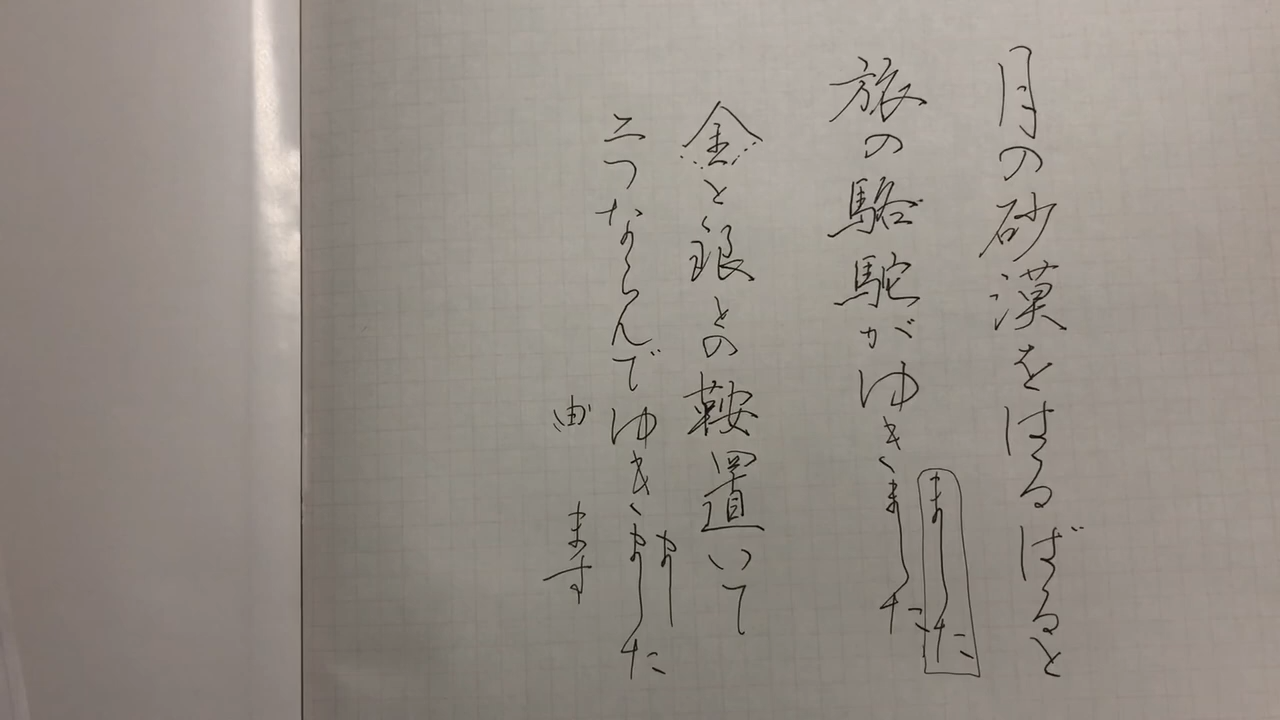 月の砂漠をはるばると
旅の駱駝がゆきました
ました
金と銀との鞍置いて
二つならんでゆきました
まし
由
ます